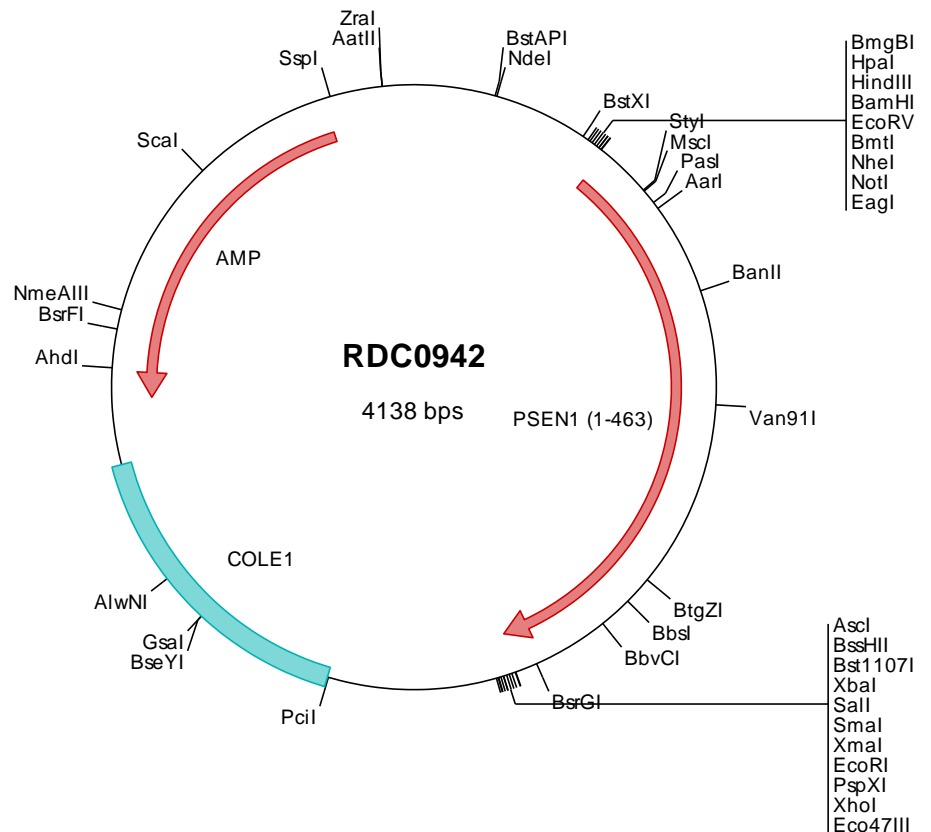 ZraI
AatII
SspI
BstAPI
NdeI
BmgBI
HpaI
HindIII
BamHI
EcoRV
BmtI
NheI
NotI
EagI
BstXI
StyI
MscI
PasI
AarI
ScaI
AMP
BanII
NmeAIII
BsrFI
AhdI
RDC0942
4138 bps
PSEN1 (1-463)
Van91I
COLE1
AlwNI
GsaI
BseYI
PciI
BtgZI
BbsI
BbvCI
BsrGI
AscI
BssHII
Bst1107I
XbaI
SalI
SmaI
XmaI
EcoRI
PspXI
XhoI
Eco47III